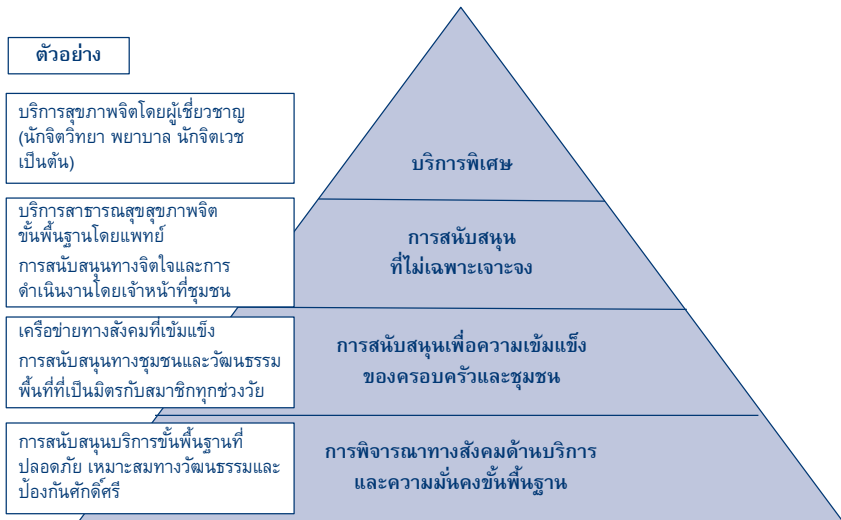 ตัวอย่าง
บริการสุขภาพจิตโดยผู้เชี่ยวชาญ
(นักจิตวิทยา พยาบาล นักจิตเวช
เป็นต้น)
บริการพิเศษ
บริการสาธารณสุขสุขภาพจิต
ขั้นพื้นฐานโดยแพทย์
การสนับสนุนทางจิตใจและการ
ดำเนินงานโดยเจ้าหน้าที่ชุมชน
การสนับสนุน
ที่ไม่เฉพาะเจาะจง
เครือข่ายทางสังคมที่เข้มแข็ง
การสนับสนุนทางชุมชนและวัฒนธรรม
พื้นที่ที่เป็นมิตรกับสมาชิกทุกช่วงวัย
การสนับสนุนเพื่อความเข้มแข็ง
ของครอบครัวและชุมชน
การสนับสนุนบริการขั้นพื้นฐานที่
ปลอดภัย เหมาะสมทางวัฒนธรรมและ
ป้องกันศักดิ์ศรี
การพิจารณาทางสังคมด้านบริการ
และความมั่นคงขั้นพื้นฐาน